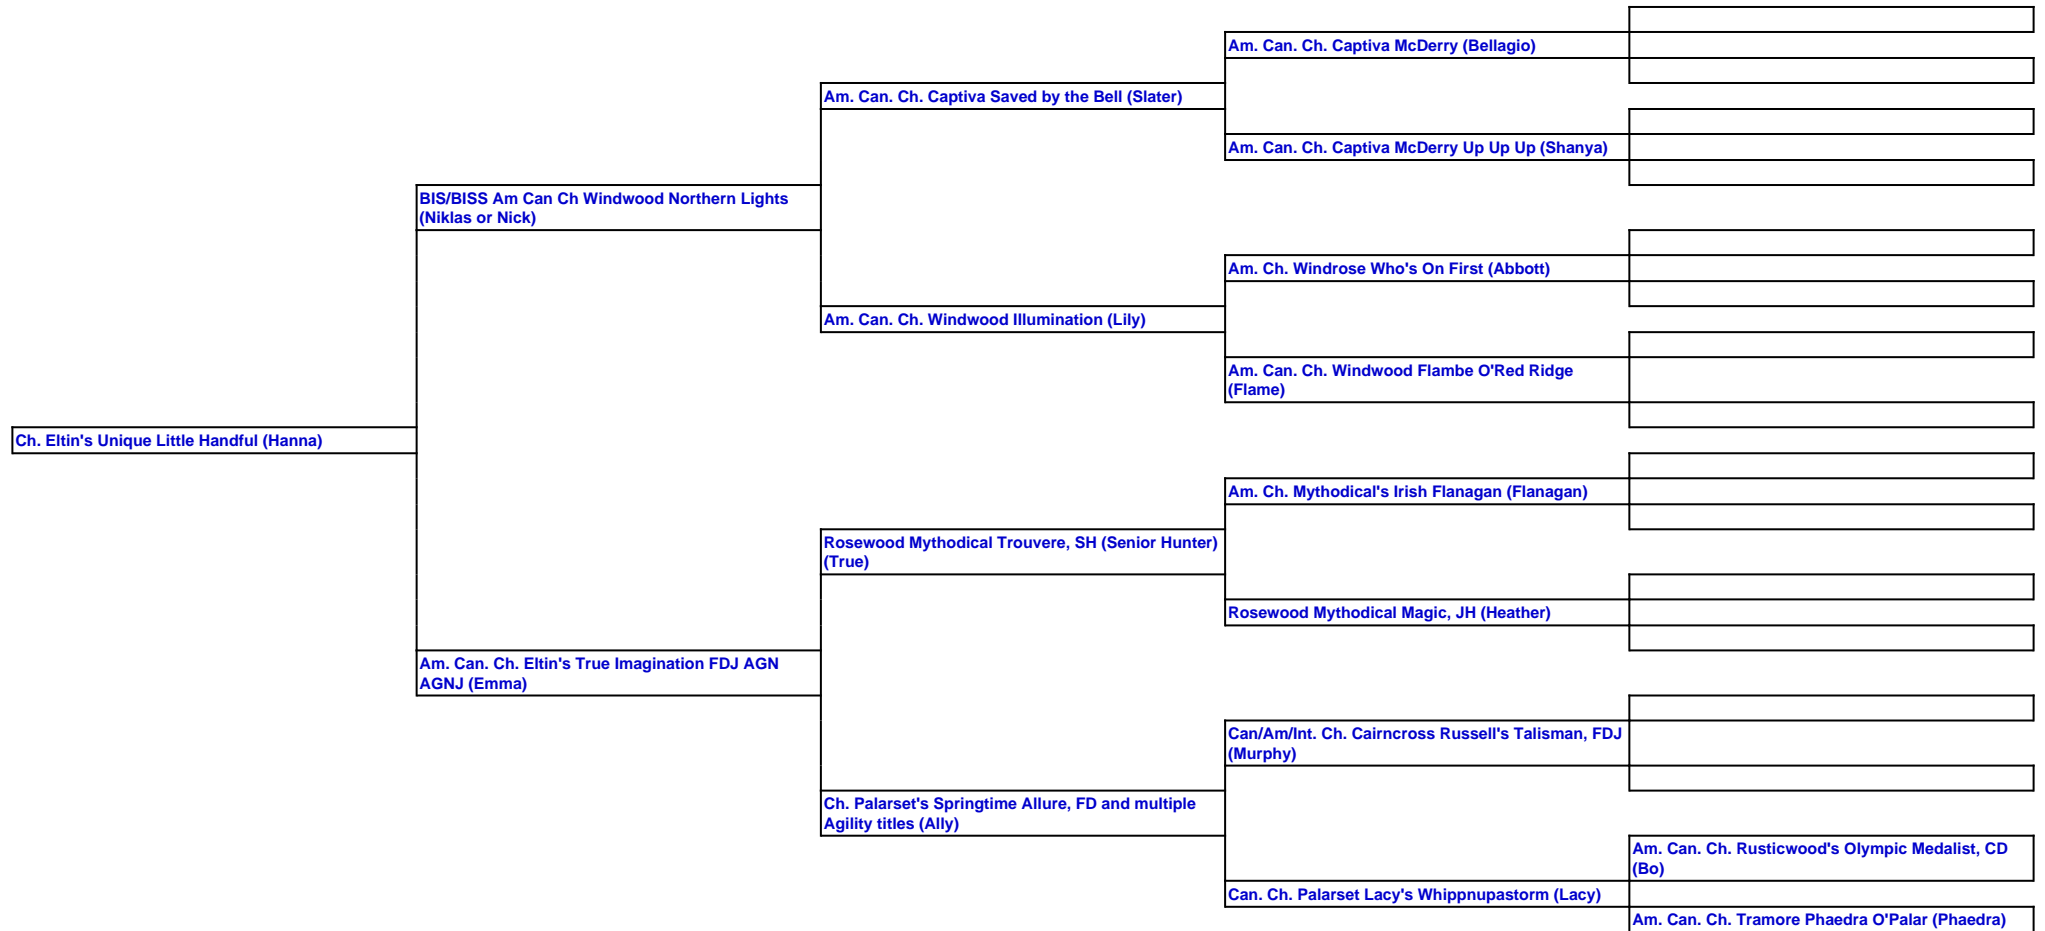 Am. Can. Ch. Captiva McDerry (Bellagio)
Am. Can. Ch. Captiva Saved by the Bell (Slater)
Am. Can. Ch. Captiva McDerry Up Up Up (Shanya)
BIS/BISS Am Can Ch Windwood Northern Lights
(Niklas or Nick)
Am. Ch. Windrose Who's On First (Abbott)
Am. Can. Ch. Windwood Illumination (Lily)
Am. Can. Ch. Windwood Flambe O'Red Ridge
(Flame)
Ch. Eltin's Unique Little Handful (Hanna)
Am. Ch. Mythodical's Irish Flanagan (Flanagan)
Rosewood Mythodical Trouvere, SH (Senior Hunter)
(True)
Rosewood Mythodical Magic, JH (Heather)
Am. Can. Ch. Eltin's True Imagination FDJ AGN
AGNJ (Emma)
Can/Am/Int. Ch. Cairncross Russell's Talisman, FDJ
(Murphy)
Ch. Palarset's Springtime Allure, FD and multiple
Agility titles (Ally)
Am. Can. Ch. Rusticwood's Olympic Medalist, CD
(Bo)
Can. Ch. Palarset Lacy's Whippnupastorm (Lacy)
Am. Can. Ch. Tramore Phaedra O'Palar (Phaedra)